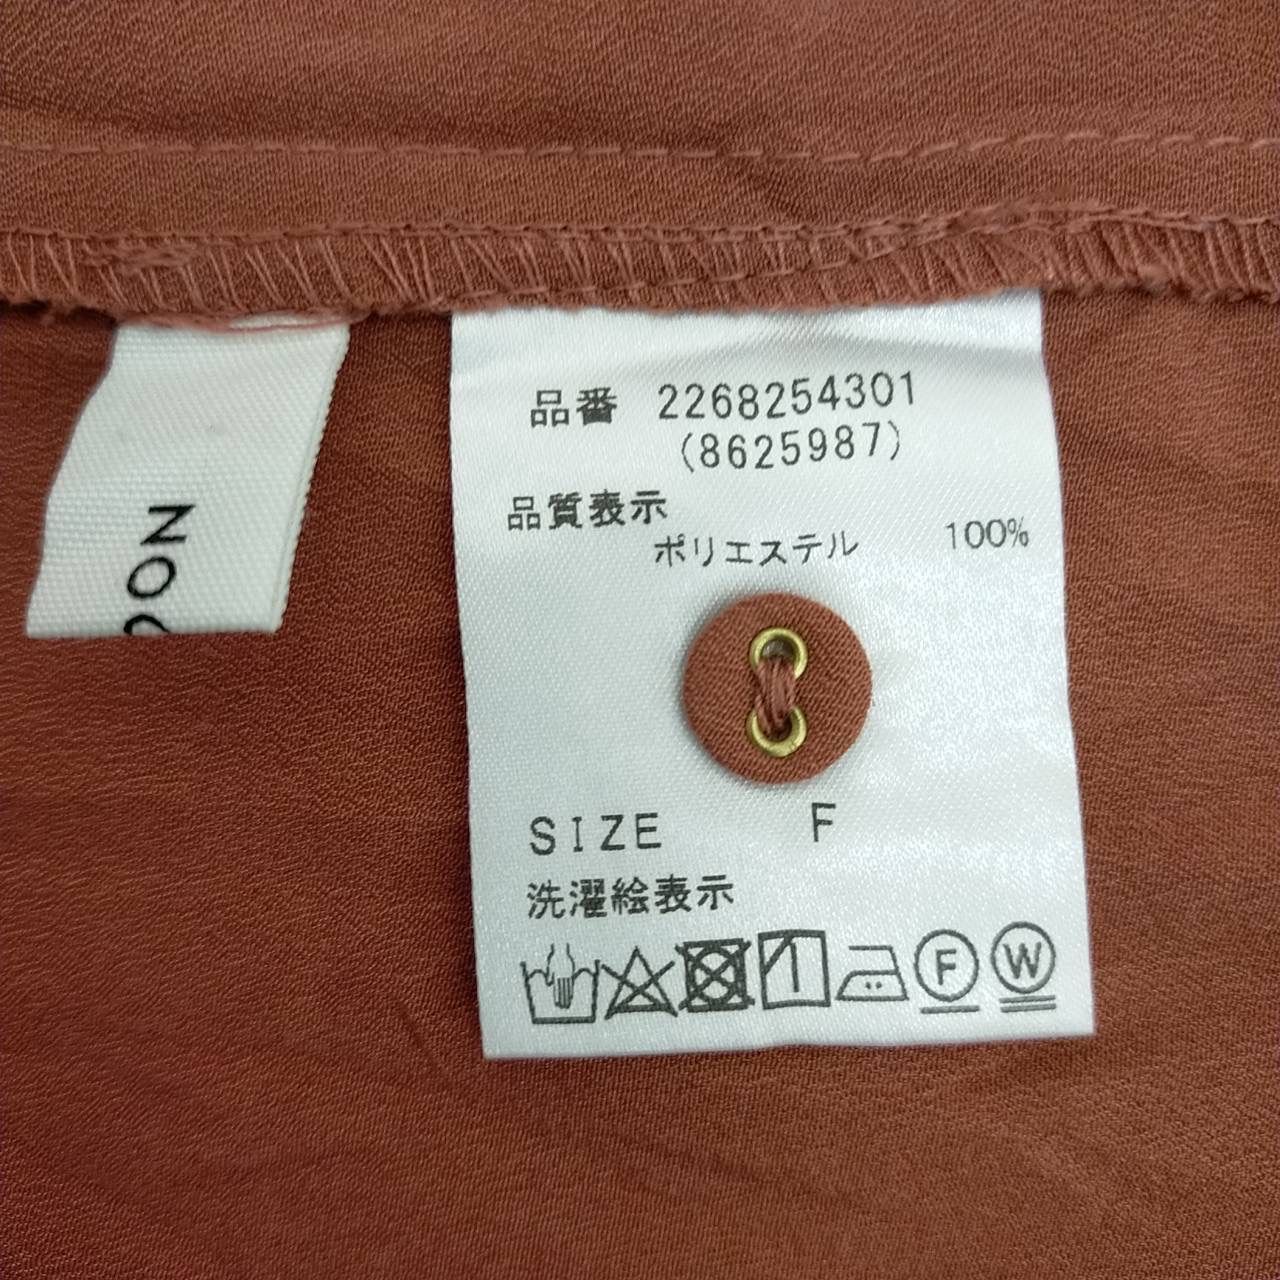 品番 2268254301
(8625987)
品質表示
ポリエステル 100%
SIZE F
洗濯絵表示
F W
NO